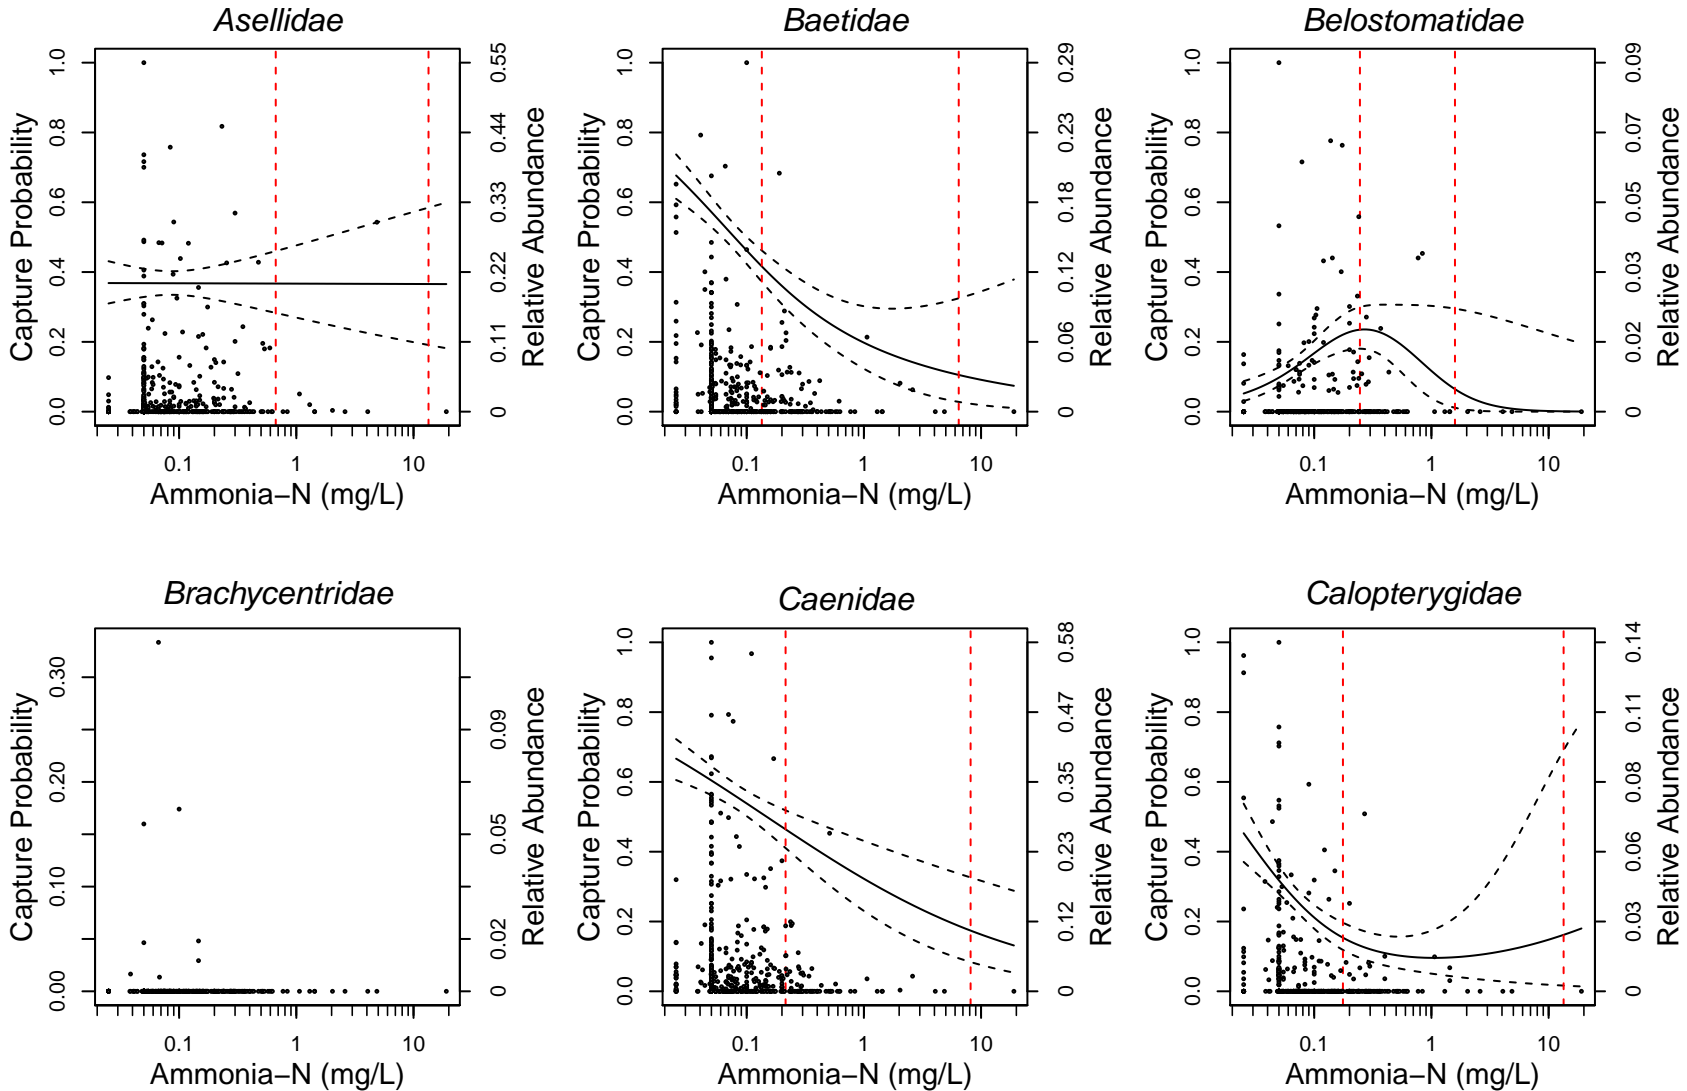 Asellidae
Capture Probability
0.0 0.2 0.4 0.6 0.8 1.0
0 0.11 0.22 0.33 0.44 0.55
Relative Abundance
0.1 1 10
Ammonia−N (mg/L)
Baetidae
Capture Probability
0.0 0.2 0.4 0.6 0.8 1.0
0 0.06 0.12 0.18 0.23 0.29
Relative Abundance
0.1 1 10
Ammonia−N (mg/L)
Belostomatidae
Capture Probability
0.0 0.2 0.4 0.6 0.8 1.0
0 0.02 0.03 0.05 0.07 0.09
Relative Abundance
0.1 1 10
Ammonia−N (mg/L)
Brachycentridae
Capture Probability
0.00 0.10 0.20 0.30
0 0.02 0.05 0.09
Relative Abundance
0.1 1 10
Ammonia−N (mg/L)
Caenidae
Capture Probability
0.0 0.2 0.4 0.6 0.8 1.0
0 0.12 0.23 0.35 0.47 0.58
Relative Abundance
0.1 1 10
Ammonia−N (mg/L)
Calopterygidae
Capture Probability
0.0 0.2 0.4 0.6 0.8 1.0
0 0.03 0.06 0.08 0.11 0.14
Relative Abundance
0.1 1 10
Ammonia−N (mg/L)